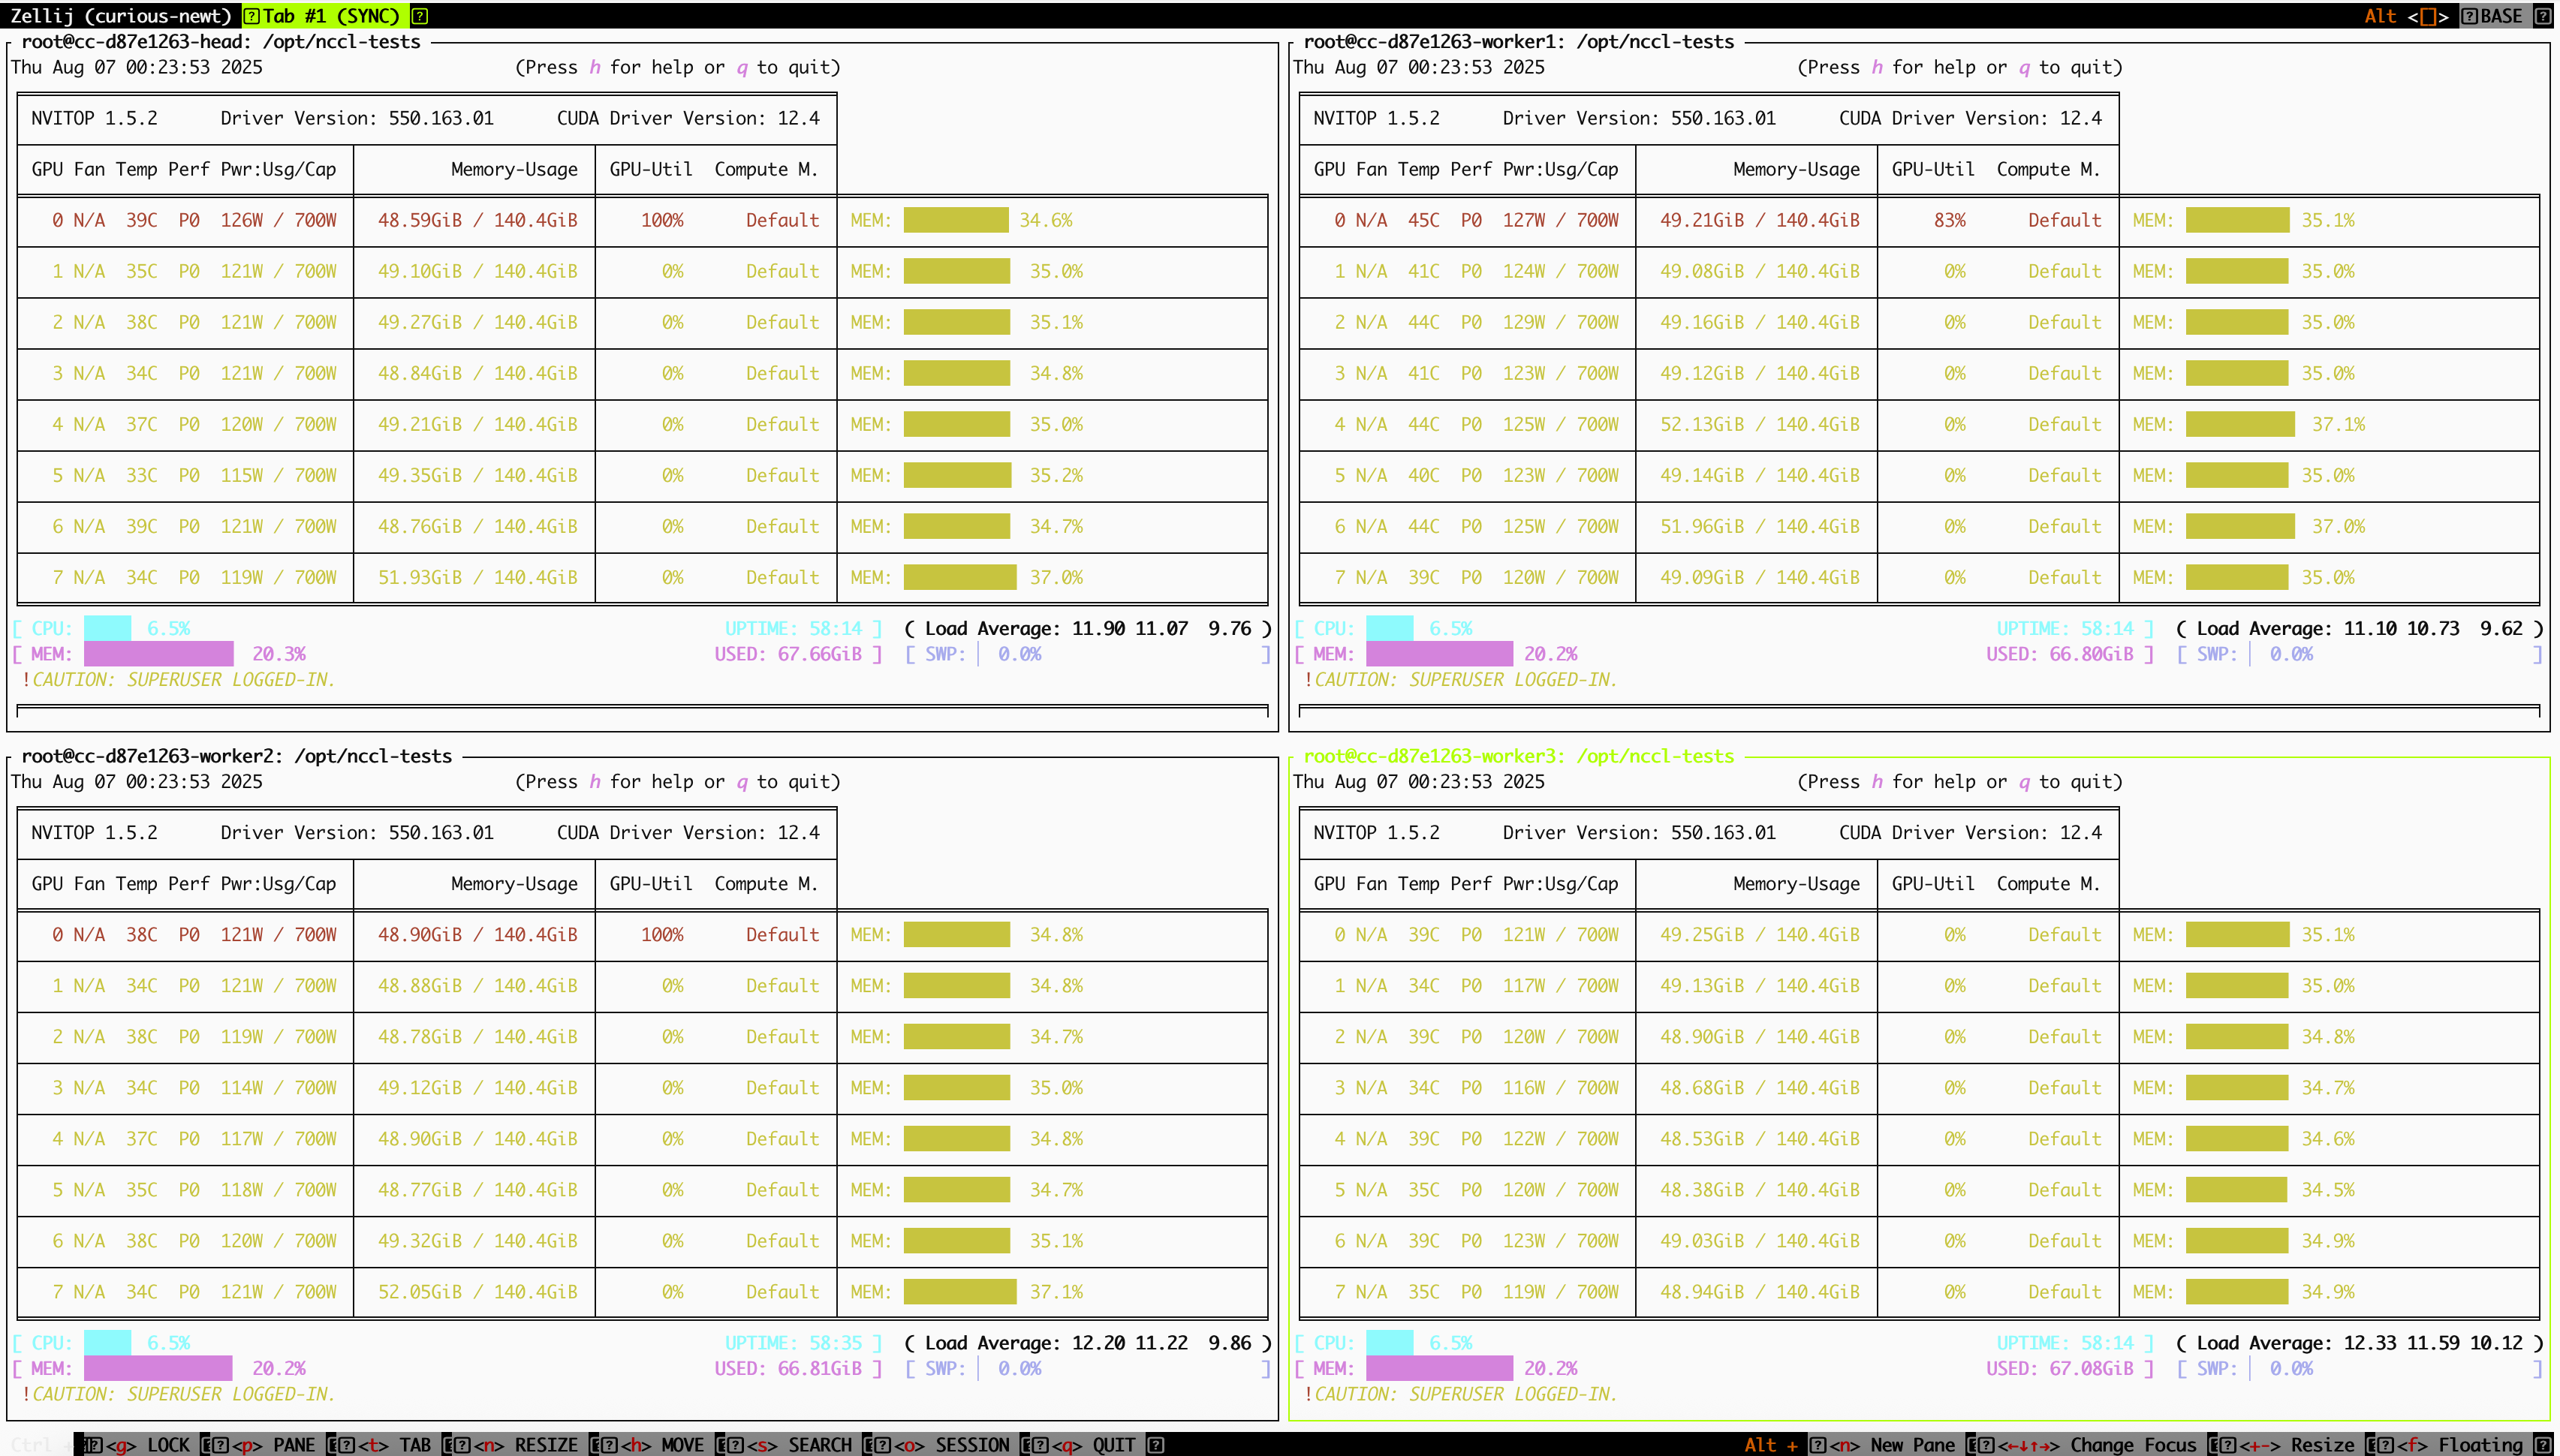 Zellij (curious-newt) Tab #1 (SYNC) Alt <[]> BASE
root@cc-d87e1263-head: /opt/nccl-tests
Thu Aug 07 00:23:53 2025 (Press h for help or q to quit)
NVITOP 1.5.2 Driver Version: 550.163.01 CUDA Driver Version: 12.4
GPU Fan Temp Perf Pwr:Usg/Cap Memory-Usage GPU-Util Compute M.
0 N/A 39C P0 126W / 700W 48.59GiB / 140.4GiB 100% Default MEM: 34.6%
1 N/A 35C P0 121W / 700W 49.10GiB / 140.4GiB 0% Default MEM: 35.0%
2 N/A 38C P0 121W / 700W 49.27GiB / 140.4GiB 0% Default MEM: 35.1%
3 N/A 34C P0 121W / 700W 48.84GiB / 140.4GiB 0% Default MEM: 34.8%
4 N/A 37C P0 120W / 700W 49.21GiB / 140.4GiB 0% Default MEM: 35.0%
5 N/A 33C P0 115W / 700W 49.35GiB / 140.4GiB 0% Default MEM: 35.2%
6 N/A 39C P0 121W / 700W 48.76GiB / 140.4GiB 0% Default MEM: 34.7%
7 N/A 34C P0 119W / 700W 51.93GiB / 140.4GiB 0% Default MEM: 37.0%
[ CPU: 6.5% UPTIME: 58:14 ] ( Load Average: 11.90 11.07 9.76 )
[ MEM: 20.3% USED: 67.66GiB ] [ SWP: 0.0% ]
!CAUTION: SUPERUSER LOGGED-IN.
root@cc-d87e1263-worker1: /opt/nccl-tests
Thu Aug 07 00:23:53 2025 (Press h for help or q to quit)
NVITOP 1.5.2 Driver Version: 550.163.01 CUDA Driver Version: 12.4
GPU Fan Temp Perf Pwr:Usg/Cap Memory-Usage GPU-Util Compute M.
0 N/A 45C P0 127W / 700W 49.21GiB / 140.4GiB 83% Default MEM: 35.1%
1 N/A 41C P0 124W / 700W 49.08GiB / 140.4GiB 0% Default MEM: 35.0%
2 N/A 44C P0 129W / 700W 49.16GiB / 140.4GiB 0% Default MEM: 35.0%
3 N/A 41C P0 123W / 700W 49.12GiB / 140.4GiB 0% Default MEM: 35.0%
4 N/A 44C P0 125W / 700W 52.13GiB / 140.4GiB 0% Default MEM: 37.1%
5 N/A 40C P0 123W / 700W 49.14GiB / 140.4GiB 0% Default MEM: 35.0%
6 N/A 44C P0 125W / 700W 51.96GiB / 140.4GiB 0% Default MEM: 37.0%
7 N/A 39C P0 120W / 700W 49.09GiB / 140.4GiB 0% Default MEM: 35.0%
[ CPU: 6.5% UPTIME: 58:14 ] ( Load Average: 11.10 10.73 9.62 )
[ MEM: 20.2% USED: 66.80GiB ] [ SWP: 0.0% ]
!CAUTION: SUPERUSER LOGGED-IN.
root@cc-d87e1263-worker2: /opt/nccl-tests
Thu Aug 07 00:23:53 2025 (Press h for help or q to quit)
NVITOP 1.5.2 Driver Version: 550.163.01 CUDA Driver Version: 12.4
GPU Fan Temp Perf Pwr:Usg/Cap Memory-Usage GPU-Util Compute M.
0 N/A 38C P0 121W / 700W 48.90GiB / 140.4GiB 100% Default MEM: 34.8%
1 N/A 34C P0 121W / 700W 48.88GiB / 140.4GiB 0% Default MEM: 34.8%
2 N/A 38C P0 119W / 700W 48.78GiB / 140.4GiB 0% Default MEM: 34.7%
3 N/A 34C P0 114W / 700W 49.12GiB / 140.4GiB 0% Default MEM: 35.0%
4 N/A 37C P0 117W / 700W 48.90GiB / 140.4GiB 0% Default MEM: 34.8%
5 N/A 35C P0 118W / 700W 48.77GiB / 140.4GiB 0% Default MEM: 34.7%
6 N/A 38C P0 120W / 700W 49.32GiB / 140.4GiB 0% Default MEM: 35.1%
7 N/A 34C P0 121W / 700W 52.05GiB / 140.4GiB 0% Default MEM: 37.1%
[ CPU: 6.5% UPTIME: 58:35 ] ( Load Average: 12.20 11.22 9.86 )
[ MEM: 20.2% USED: 66.81GiB ] [ SWP: 0.0% ]
!CAUTION: SUPERUSER LOGGED-IN.
root@cc-d87e1263-worker3: /opt/nccl-tests
Thu Aug 07 00:23:53 2025 (Press h for help or q to quit)
NVITOP 1.5.2 Driver Version: 550.163.01 CUDA Driver Version: 12.4
GPU Fan Temp Perf Pwr:Usg/Cap Memory-Usage GPU-Util Compute M.
0 N/A 39C P0 121W / 700W 49.25GiB / 140.4GiB 0% Default MEM: 35.1%
1 N/A 34C P0 117W / 700W 49.13GiB / 140.4GiB 0% Default MEM: 35.0%
2 N/A 39C P0 120W / 700W 48.90GiB / 140.4GiB 0% Default MEM: 34.8%
3 N/A 34C P0 116W / 700W 48.68GiB / 140.4GiB 0% Default MEM: 34.7%
4 N/A 39C P0 122W / 700W 48.53GiB / 140.4GiB 0% Default MEM: 34.6%
5 N/A 35C P0 120W / 700W 48.38GiB / 140.4GiB 0% Default MEM: 34.5%
6 N/A 39C P0 123W / 700W 49.03GiB / 140.4GiB 0% Default MEM: 34.9%
7 N/A 35C P0 119W / 700W 48.94GiB / 140.4GiB 0% Default MEM: 34.9%
[ CPU: 6.5% UPTIME: 58:14 ] ( Load Average: 12.33 11.59 10.12 )
[ MEM: 20.2% USED: 67.08GiB ] [ SWP: 0.0% ]
!CAUTION: SUPERUSER LOGGED-IN.
Ctrl + <g> LOCK <p> PANE <t> TAB <n> RESIZE <h> MOVE <s> SEARCH <o> SESSION <q> QUIT Alt + <n> New Pane <←↓↑→> Change Focus <+-> Resize <f> Floating